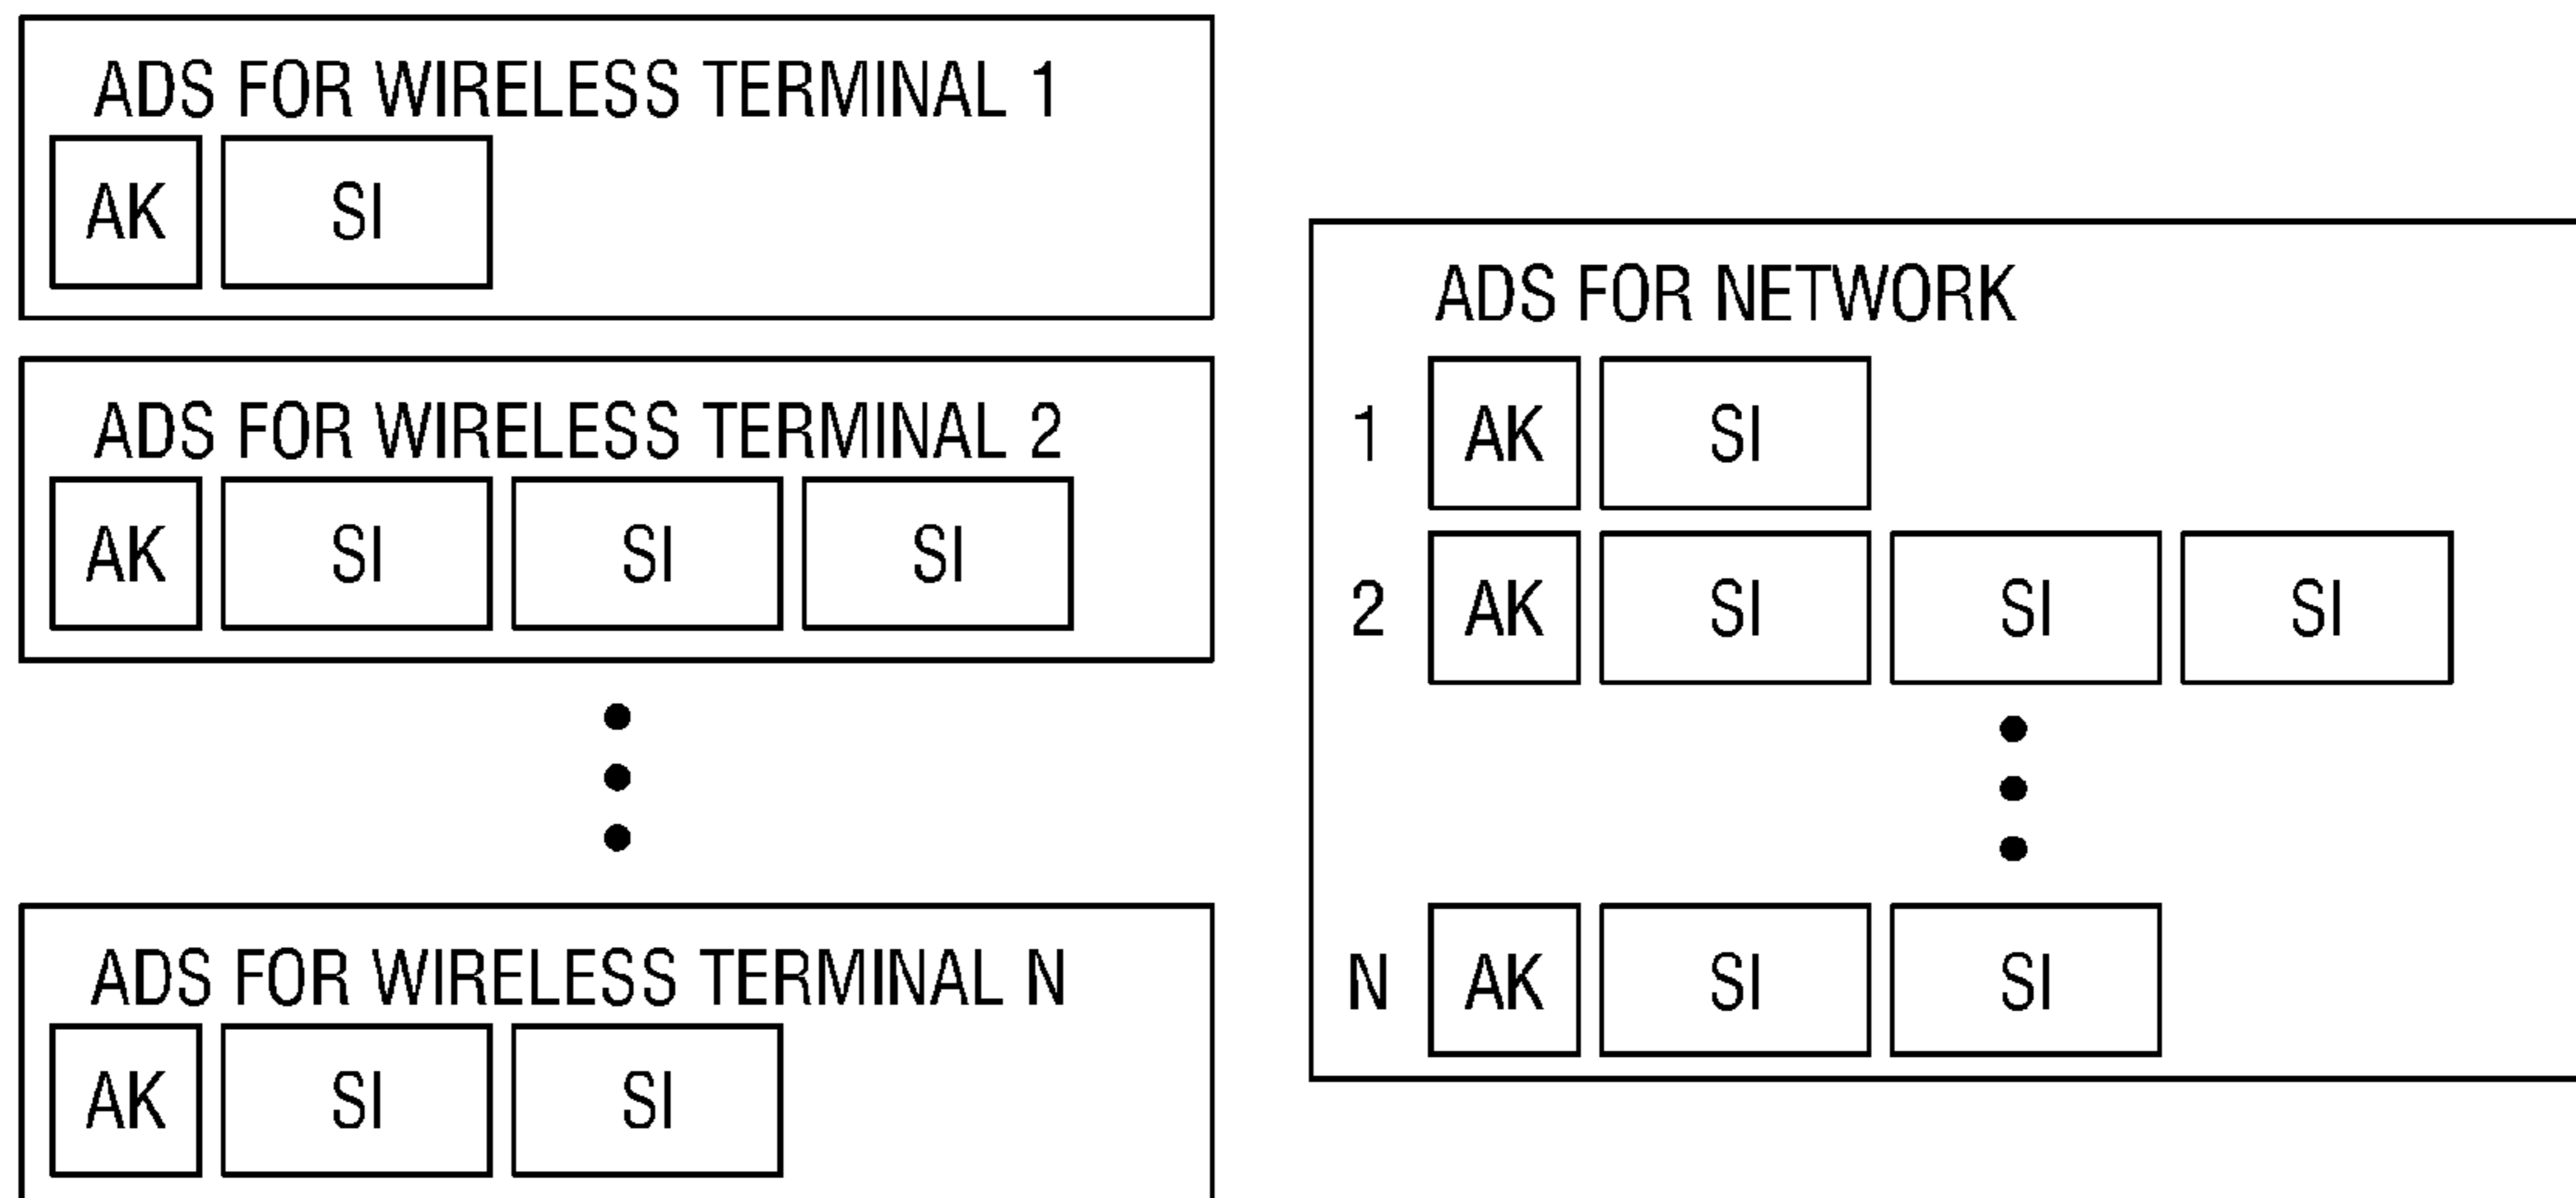 ADS FOR WIRELESS TERMINAL 1
AK SI
ADS FOR WIRELESS TERMINAL 2
AK SI SI SI
ADS FOR WIRELESS TERMINAL N
AK SI SI
ADS FOR NETWORK
1 AK SI
2 AK SI SI SI
N AK SI SI